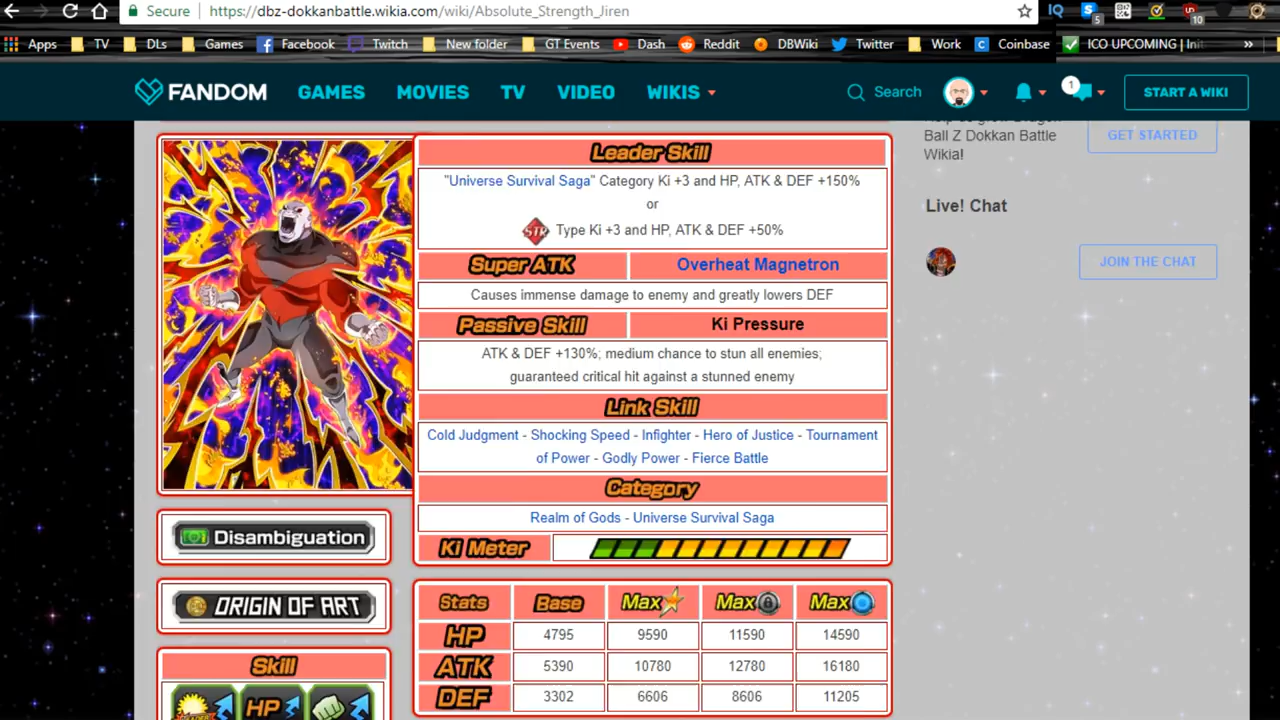 Secure https://dbz-dokkanbattle.wikia.com/wiki/Absolute_Strength_Jiren
IQ 5 10
Apps TV DLs Games Facebook Twitch New folder GT Events Dash Reddit DBWiki Twitter Work Coinbase ICO UPCOMING | »
FANDOM GAMES MOVIES TV VIDEO WIKIS Search 1 START A WIKI
Ball Z Dokkan Battle
Wikia!
GET STARTED
Live! Chat
JOIN THE CHAT
Leader Skill
"Universe Survival Saga" Category Ki +3 and HP, ATK & DEF +150%
or
STR Type Ki +3 and HP, ATK & DEF +50%
Super ATK Overheat Magnetron
Causes immense damage to enemy and greatly lowers DEF
Passive Skill Ki Pressure
ATK & DEF +130%; medium chance to stun all enemies;
guaranteed critical hit against a stunned enemy
Link Skill
Cold Judgment - Shocking Speed - Infighter - Hero of Justice - Tournament
of Power - Godly Power - Fierce Battle
Category
Realm of Gods - Universe Survival Saga
Ki Meter
Disambiguation
ORIGIN OF ART
Skill
LEADER HP
Stats Base Max Max Max
HP 4795 9590 11590 14590
ATK 5390 10780 12780 16180
DEF 3302 6606 8606 11205